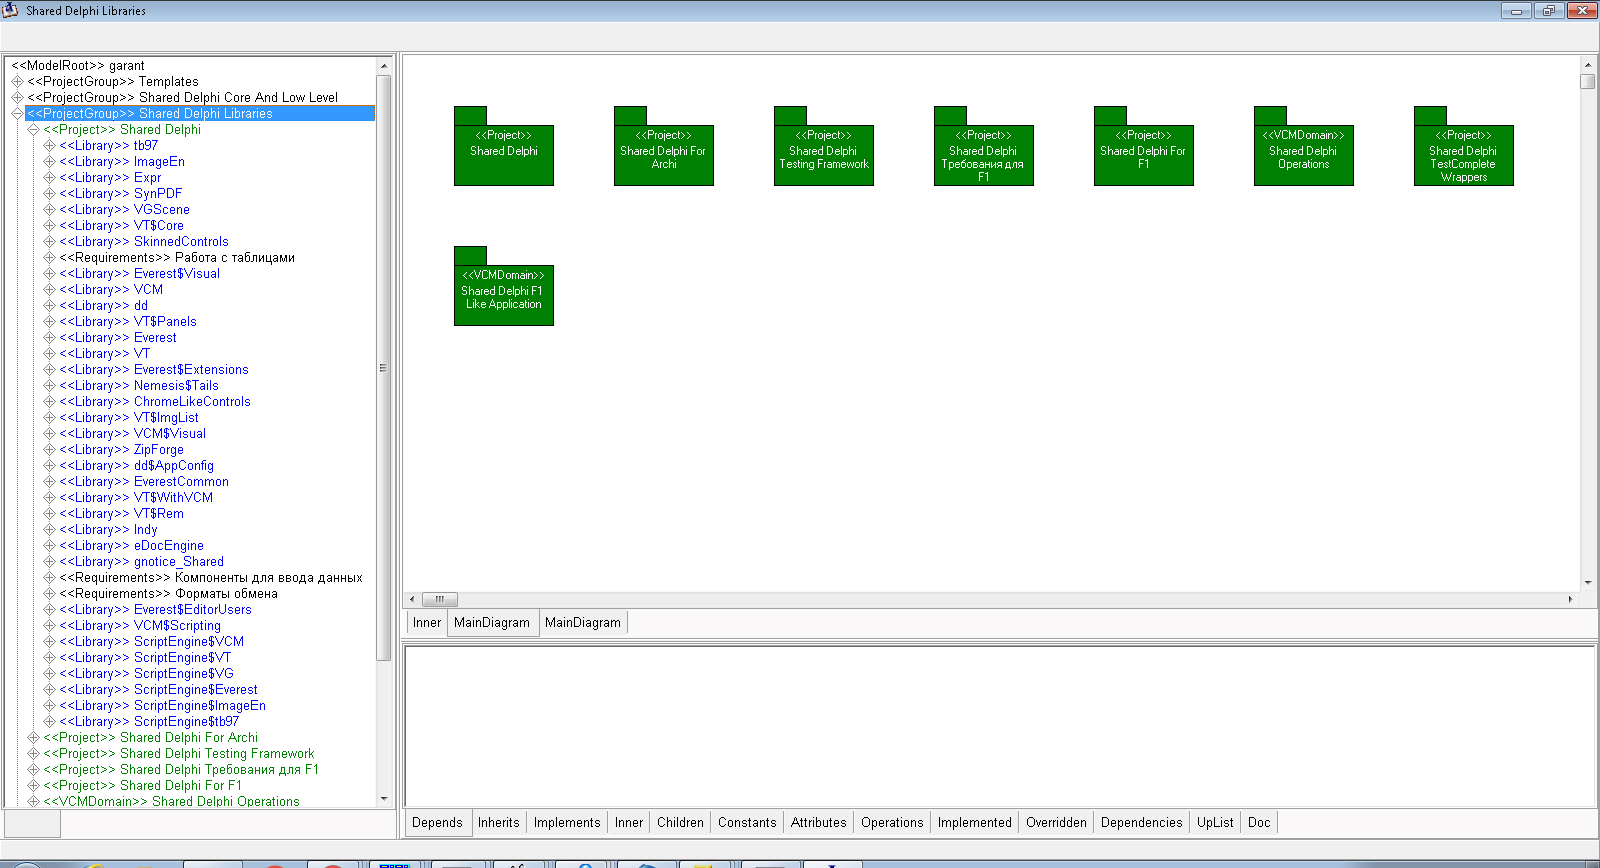 Shared Delphi Libraries
<<ModelRoot>> garant
<<ProjectGroup>> Templates
<<ProjectGroup>> Shared Delphi Core And Low Level
<<ProjectGroup>> Shared Delphi Libraries
<<Project>> Shared Delphi
<<Library>> tb97
<<Library>> ImageEn
<<Library>> Expr
<<Library>> SynPDF
<<Library>> VGScene
<<Library>> VT$Core
<<Library>> SkinnedControls
<<Requirements>> Работа с таблицами
<<Library>> Everest$Visual
<<Library>> VCM
<<Library>> dd
<<Library>> VT$Panels
<<Library>> Everest
<<Library>> VT
<<Library>> Everest$Extensions
<<Library>> Nemesis$Tails
<<Library>> ChromeLikeControls
<<Library>> VT$ImgList
<<Library>> VCM$Visual
<<Library>> ZipForge
<<Library>> dd$AppConfig
<<Library>> EverestCommon
<<Library>> VT$WithVCM
<<Library>> VT$Rem
<<Library>> Indy
<<Library>> eDocEngine
<<Library>> gnotice_Shared
<<Requirements>> Компоненты для ввода данных
<<Requirements>> Форматы обмена
<<Library>> Everest$EditorUsers
<<Library>> VCM$Scripting
<<Library>> ScriptEngine$VCM
<<Library>> ScriptEngine$VT
<<Library>> ScriptEngine$VG
<<Library>> ScriptEngine$Everest
<<Library>> ScriptEngine$ImageEn
<<Library>> ScriptEngine$tb97
<<Project>> Shared Delphi For Archi
<<Project>> Shared Delphi Testing Framework
<<Project>> Shared Delphi Требования для F1
<<Project>> Shared Delphi For F1
<<VCMDomain>> Shared Delphi Operations
<<Project>>
Shared Delphi
<<Project>>
Shared Delphi For
Archi
<<Project>>
Shared Delphi
Testing Framework
<<Project>>
Shared Delphi
Требования для
F1
<<Project>>
Shared Delphi For
F1
<<VCMDomain>>
Shared Delphi
Operations
<<Project>>
Shared Delphi
TestComplete
Wrappers
<<VCMDomain>>
Shared Delphi F1
Like Application
Inner MainDiagram MainDiagram
Depends Inherits Implements Inner Children Constants Attributes Operations Implemented Overridden Dependencies UpList Doc